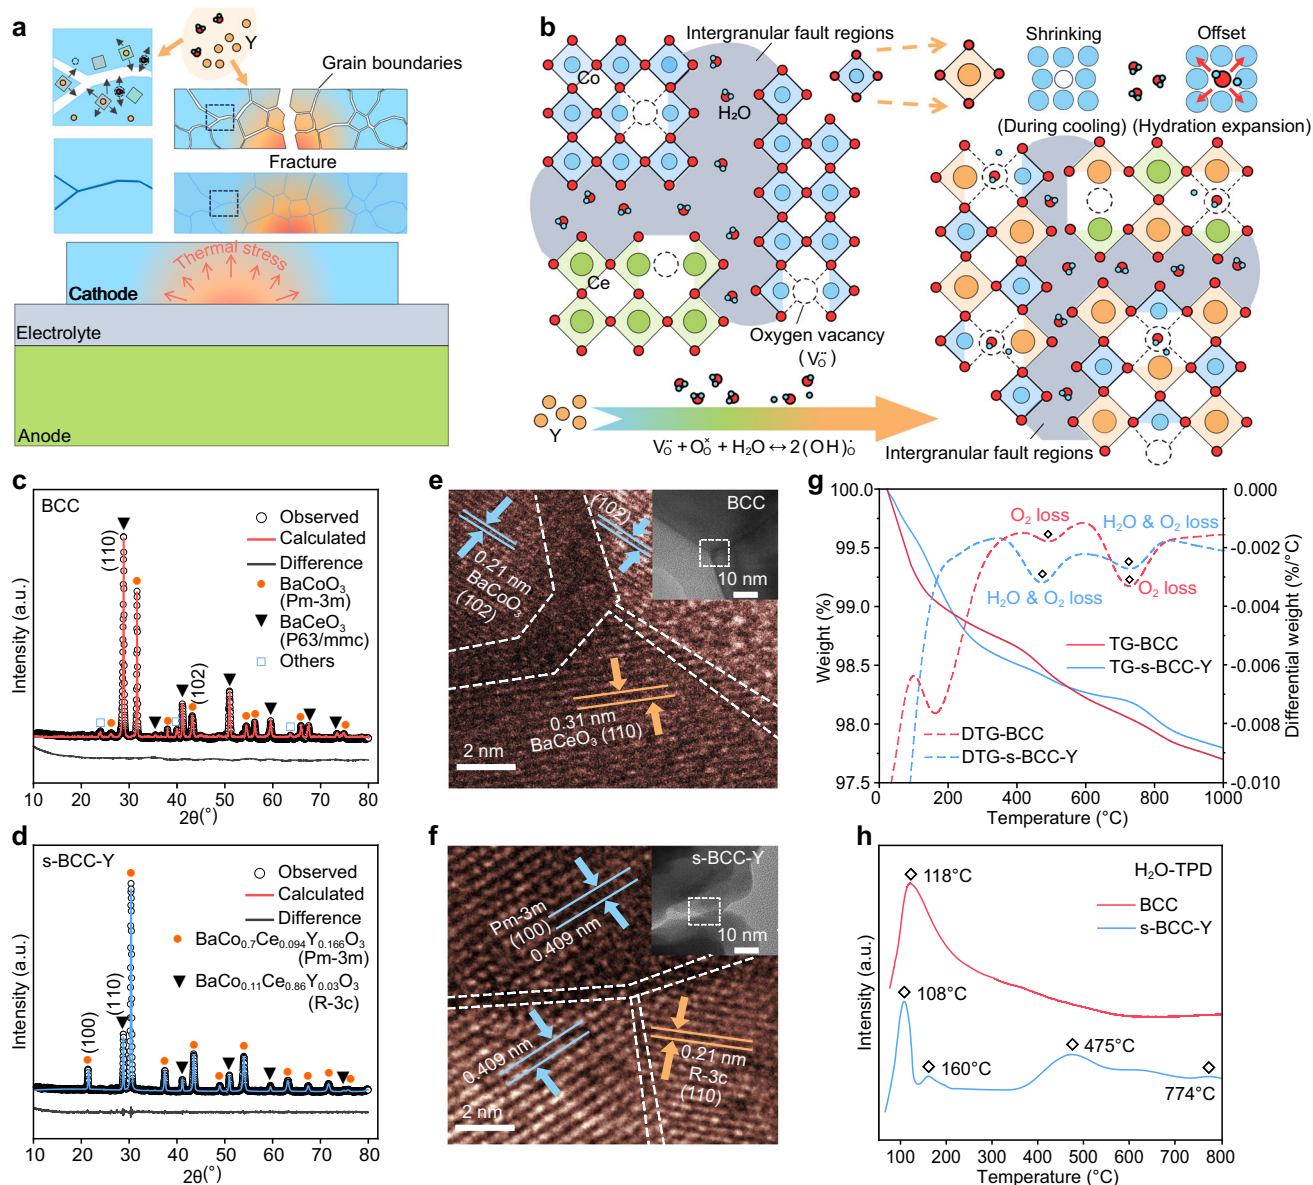 a
Y
Grain boundaries
Fracture
Thermal stress
Cathode
Electrolyte
Anode
b
Intergranular fault regions
Co
H₂O
Ce
Oxygen vacancy
(V_O^··)
Shrinking
Offset
(During cooling)
(Hydration expansion)
Y
V_O^·· + O_O^× + H₂O ↔ 2(OH)_O^·
Intergranular fault regions
c
BCC
(110)
(102)
Observed
Calculated
Difference
BaCoO₃
(Pm-3m)
BaCeO₃
(P63/mmc)
Others
Intensity (a.u.)
10 20 30 40 50 60 70 80
2θ(°)
d
s-BCC-Y
(100)
(110)
Observed
Calculated
Difference
BaCo₀.₇Ce₀.₀₉₄Y₀.₁₆₆O₃
(Pm-3m)
BaCo₀.₁₁Ce₀.₈₆Y₀.₀₃O₃
(R-3c)
Intensity (a.u.)
10 20 30 40 50 60 70 80
2θ(°)
e
BCC
10 nm
(102)
0.21 nm
BaCoO₃
(102)
0.31 nm
BaCeO₃ (110)
2 nm
f
s-BCC-Y
10 nm
Pm-3m
(100)
0.409 nm
0.409 nm
0.21 nm
R-3c
(110)
2 nm
g
100.0
99.5
99.0
98.5
98.0
97.5
Weight (%)
O₂ loss
H₂O & O₂ loss
H₂O & O₂ loss
O₂ loss
TG-BCC
TG-s-BCC-Y
DTG-BCC
DTG-s-BCC-Y
0.000
-0.002
-0.004
-0.006
-0.008
-0.010
Differential weight (%/°C)
0 200 400 600 800 1000
Temperature (°C)
h
H₂O-TPD
BCC
s-BCC-Y
118°C
108°C
160°C
475°C
774°C
Intensity (a.u.)
100 200 300 400 500 600 700 800
Temperature (°C)